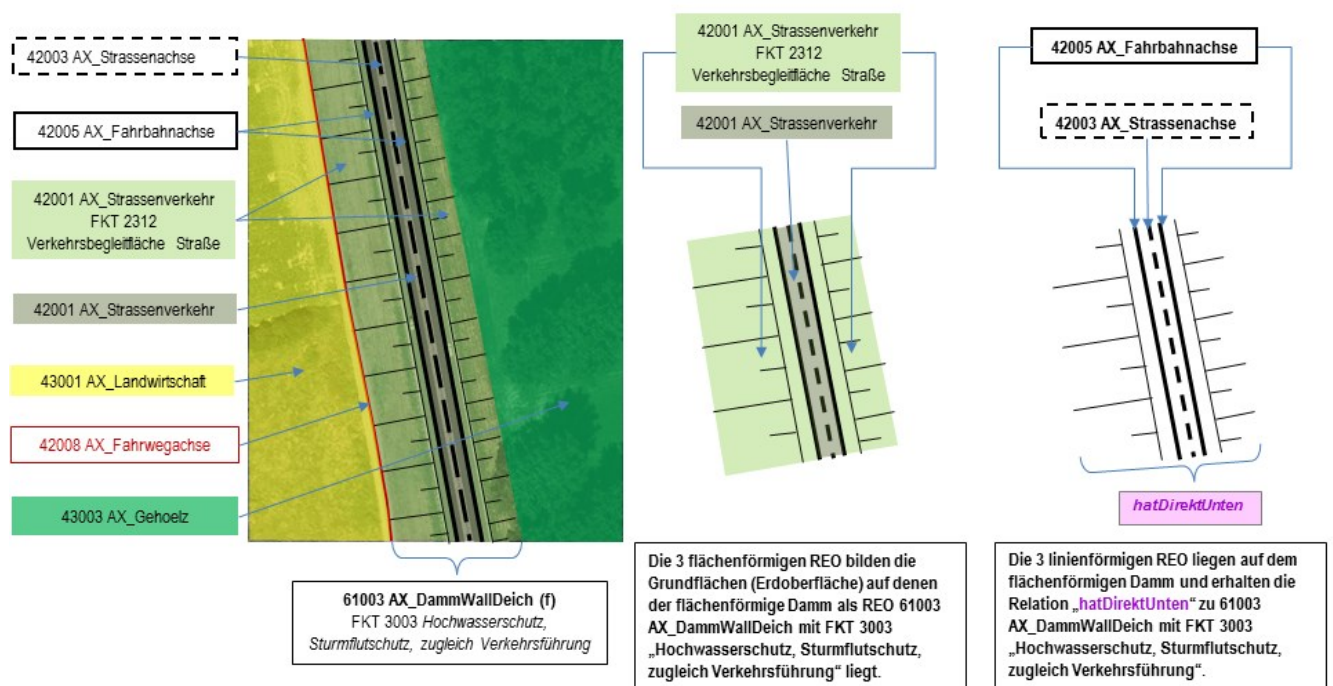 42003 AX_Strassenachse
42005 AX_Fahrbahnachse
42001 AX_Strassenverkehr
FKT 2312
Verkehrsbegleitfläche Straße
42001 AX_Strassenverkehr
43001 AX_Landwirtschaft
42008 AX_Fahrwegachse
43003 AX_Gehoelz
61003 AX_DammWallDeich (f)
FKT 3003 Hochwasserschutz,
Sturmflutschutz, zugleich Verkehrsführung
42001 AX_Strassenverkehr
FKT 2312
Verkehrsbegleitfläche Straße
42001 AX_Strassenverkehr
Die 3 flächenförmigen REO bilden die
Grundflächen (Erdoberfläche) auf denen
der flächenförmige Damm als REO 61003
AX_DammWallDeich mit FKT 3003
„Hochwasserschutz, Sturmflutschutz,
zugleich Verkehrsführung“ liegt.
42005 AX_Fahrbahnachse
42003 AX_Strassenachse
hatDirektUnten
Die 3 linienförmigen REO liegen auf dem
flächenförmigen Damm und erhalten die
Relation „hatDirektUnten“ zu 61003
AX_DammWallDeich mit FKT 3003
„Hochwasserschutz, Sturmflutschutz,
zugleich Verkehrsführung“.